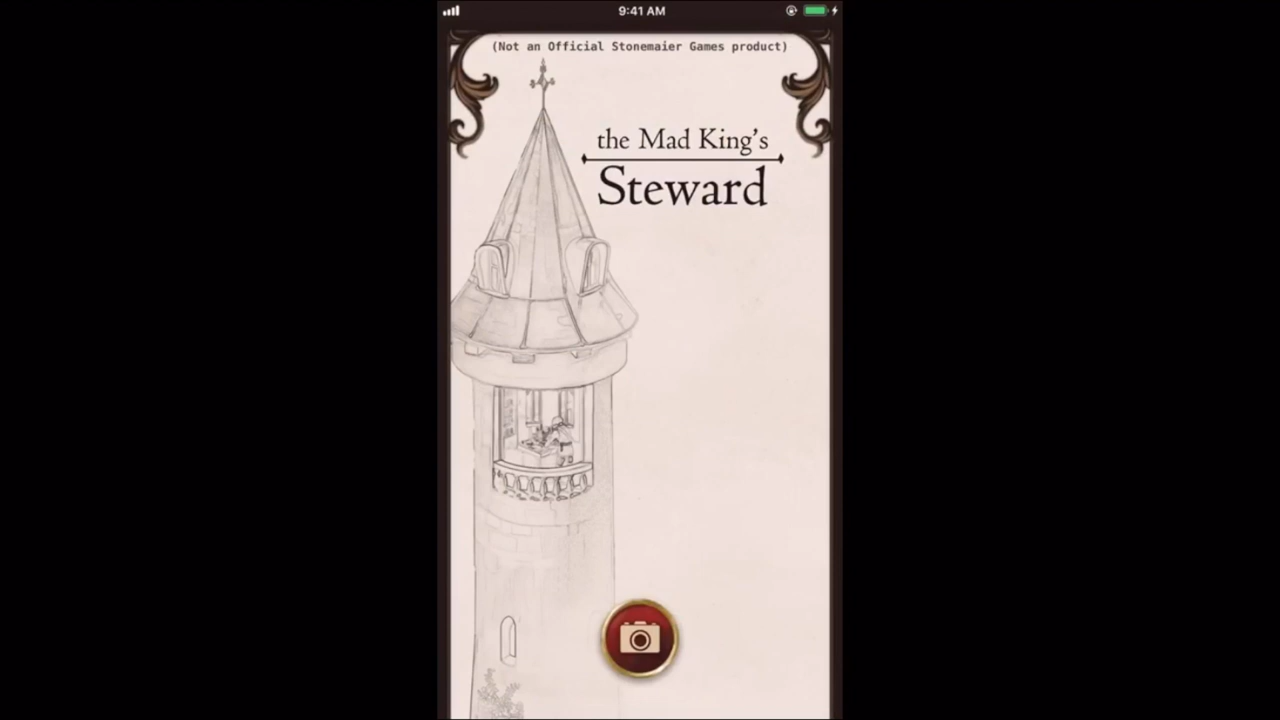 9:41 AM
(Not an Official Stonemaier Games product)
the Mad King's
Steward